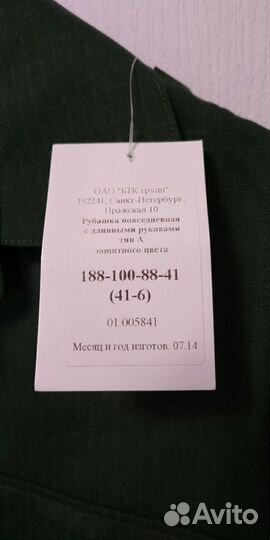 ОАО "БТК групп"
192241, Санкт-Петербург,
Пражская 10
Рубашка повседневная
с длинными рукавами
тип А
защитного цвета
188-100-88-41
(41-6)
01.005841
Месяц и год изготов. 07.14
Avito